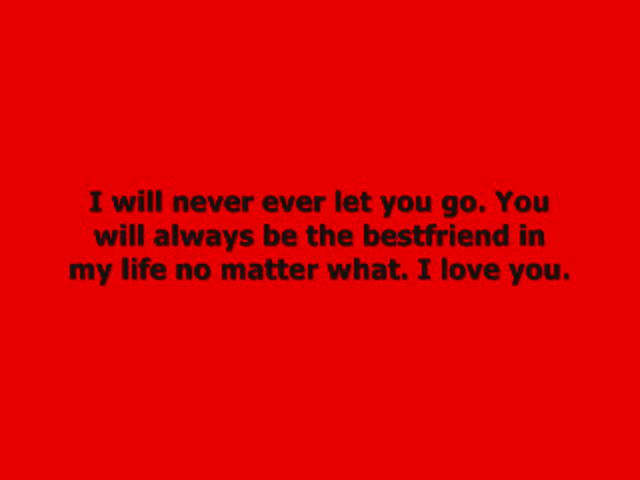 I will never ever let you go. You
will always be the bestfriend in
my life no matter what. I love you.